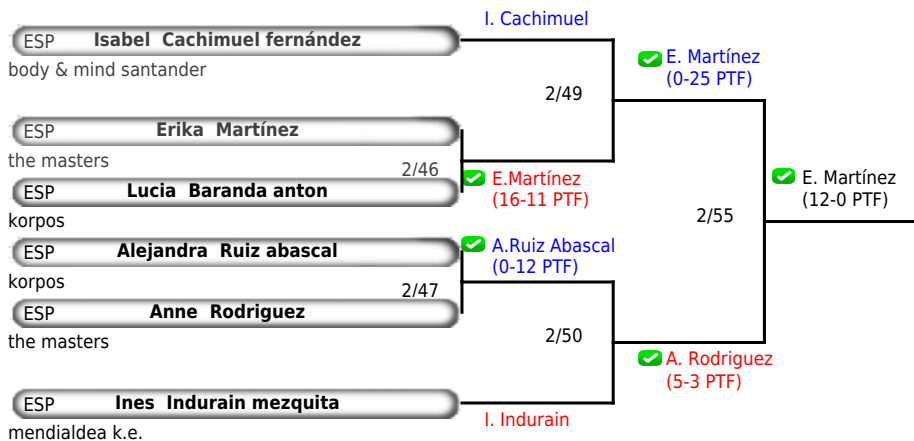 I. Cachimuel
ESP Isabel Cachimuel fernández
body & mind santander
E. Martínez
(0-25 PTF)
2/49
ESP Erika Martínez
the masters
2/46
E.Martínez
(16-11 PTF)
ESP Lucia Baranda anton
korpos
E. Martínez
(12-0 PTF)
2/55
ESP Alejandra Ruiz abascal
korpos
A.Ruiz Abascal
(0-12 PTF)
2/47
ESP Anne Rodriguez
the masters
2/50
A. Rodriguez
(5-3 PTF)
ESP Ines Indurain mezquita
mendialdea k.e.
I. Indurain